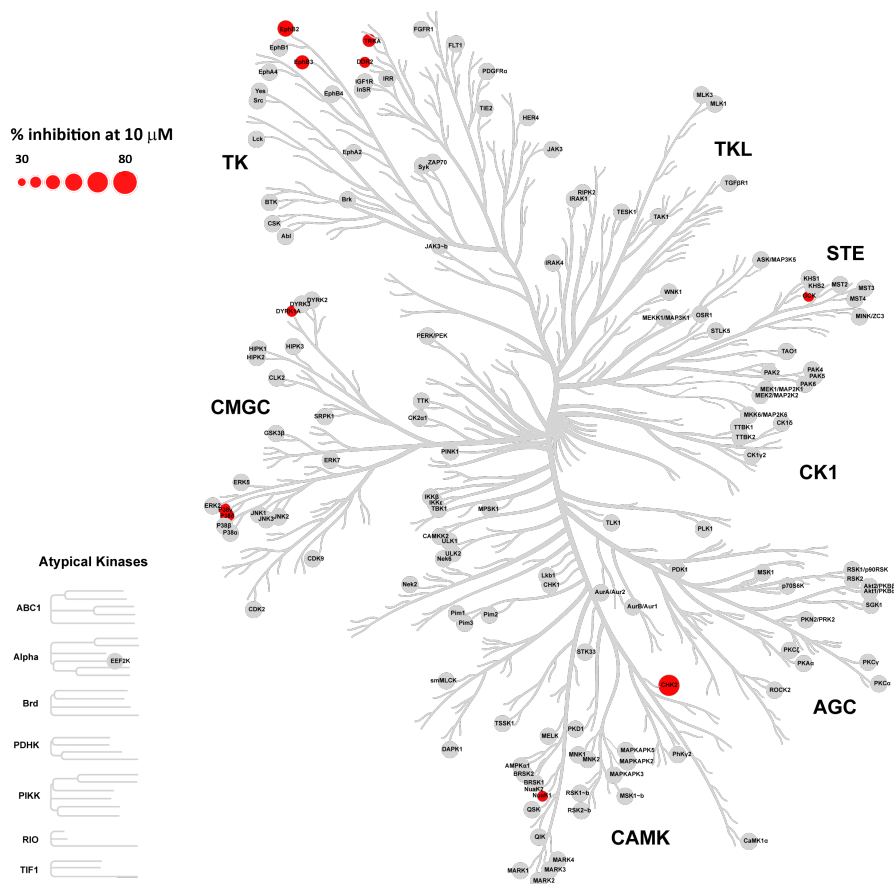 EphB2
EphB1
TRKA
FGFR1
FLT1
EphB3
DDR2
EphA4
IGF1R
InSR
IRR
PDGFRα
Yes
Src
EphB4
TIE2
HER4
MLK3
MLK1
% inhibition at 10 μM
30
80
Lck
EphA2
ZAP70
Syk
JAK3
TK
TKL
BTK
Brk
RIPK2
IRAK1
TGFβR1
CSK
Abl
TESK1
TAK1
JAK3~b
IRAK4
ASK/MAP3K5
STE
KHS1
KHS2
MST2
MST3
MST4
WNK1
DYRK2
DYRK3
DYRK1A
MEKK1/MAP3K1
OSR1
STLK5
MINK/ZC3
PERK/PEK
HIPK1
HIPK2
HIPK3
TAO1
CLK2
PAK2
PAK4
PAK5
PAK6
MEK1/MAP2K1
MEK2/MAP2K2
CMGC
SRPK1
TTK
CK2α1
MKK6/MAP2K6
TTBK1
TTBK2
CK1δ
GSK3β
ERK7
PINK1
CK1γ2
CK1
ERK5
ERK2
P38β
P38α
JNK1
JNK3
JNK2
IKKβ
IKKε
TBK1
MPSK1
TLK1
PLK1
CAMKK2
ULK1
ULK2
Nek6
CDK9
Nek2
CDK2
Lkb1
CHK1
AurA/Aur2
AurB/Aur1
PDK1
MSK1
p70S6K
RSK1/p90RSK
RSK2
SGK1
Pim1
Pim3
Pim2
PKN2/PRK2
STK33
PKCζ
PKAα
PKCγ
PKCα
ROCK2
AGC
CHK2
smMLCK
TSSK1
DAPK1
MELK
PKD1
MNK1
MNK2
MAPKAPK5
MAPKAPK2
MAPKAPK3
PhKγ2
AMPKα1
BRSK2
BRSK1
NuaK2
NuaK1
QSK
QIK
RSK1~b
RSK2~b
MSK1~b
CaMK1α
CAMK
MARK4
MARK3
MARK2
MARK1
Atypical Kinases
ABC1
Alpha
EEF2K
Brd
PDHK
PIKK
RIO
TIF1